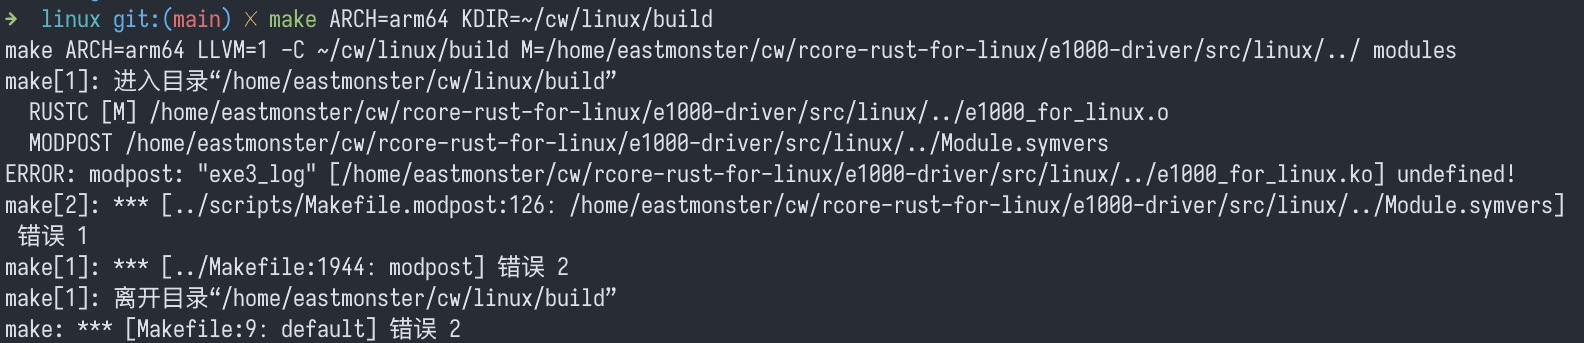 ➜  linux git:(main) ✗ make ARCH=arm64 KDIR=~/cw/linux/build
make ARCH=arm64 LLVM=1 -C ~/cw/linux/build M=/home/eastmonster/cw/rcore-rust-for-linux/e1000-driver/src/linux/../ modules
make[1]: 进入目录“/home/eastmonster/cw/linux/build”
  RUSTC [M] /home/eastmonster/cw/rcore-rust-for-linux/e1000-driver/src/linux/../e1000_for_linux.o
  MODPOST /home/eastmonster/cw/rcore-rust-for-linux/e1000-driver/src/linux/../Module.symvers
ERROR: modpost: "exe3_log" [/home/eastmonster/cw/rcore-rust-for-linux/e1000-driver/src/linux/../e1000_for_linux.ko] undefined!
make[2]: *** [../scripts/Makefile.modpost:126: /home/eastmonster/cw/rcore-rust-for-linux/e1000-driver/src/linux/../Module.symvers]
 错误 1
make[1]: *** [../Makefile:1944: modpost] 错误 2
make[1]: 离开目录“/home/eastmonster/cw/linux/build”
make: *** [Makefile:9: default] 错误 2